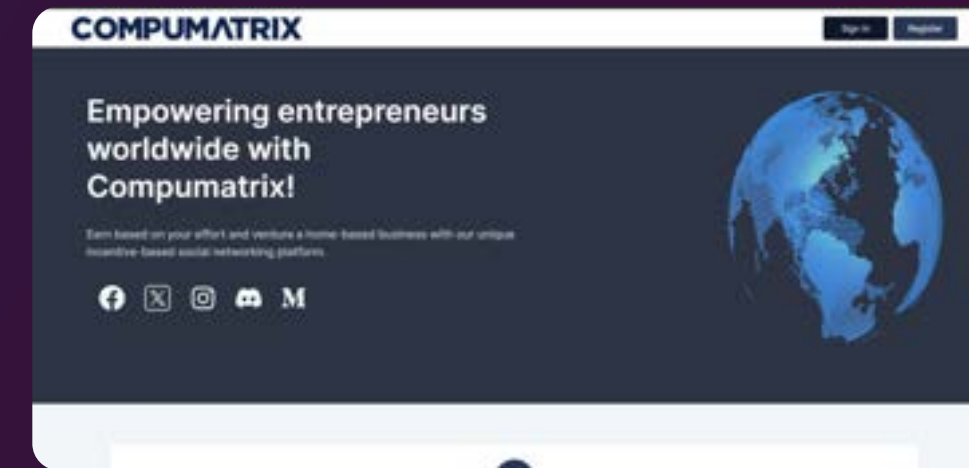 COMPUMATRIX
Sign In Register
Empowering entrepreneurs
worldwide with
Compumatrix!
Earn based on your effort and venture a home-based business with our unique
incentive-based social networking platform.